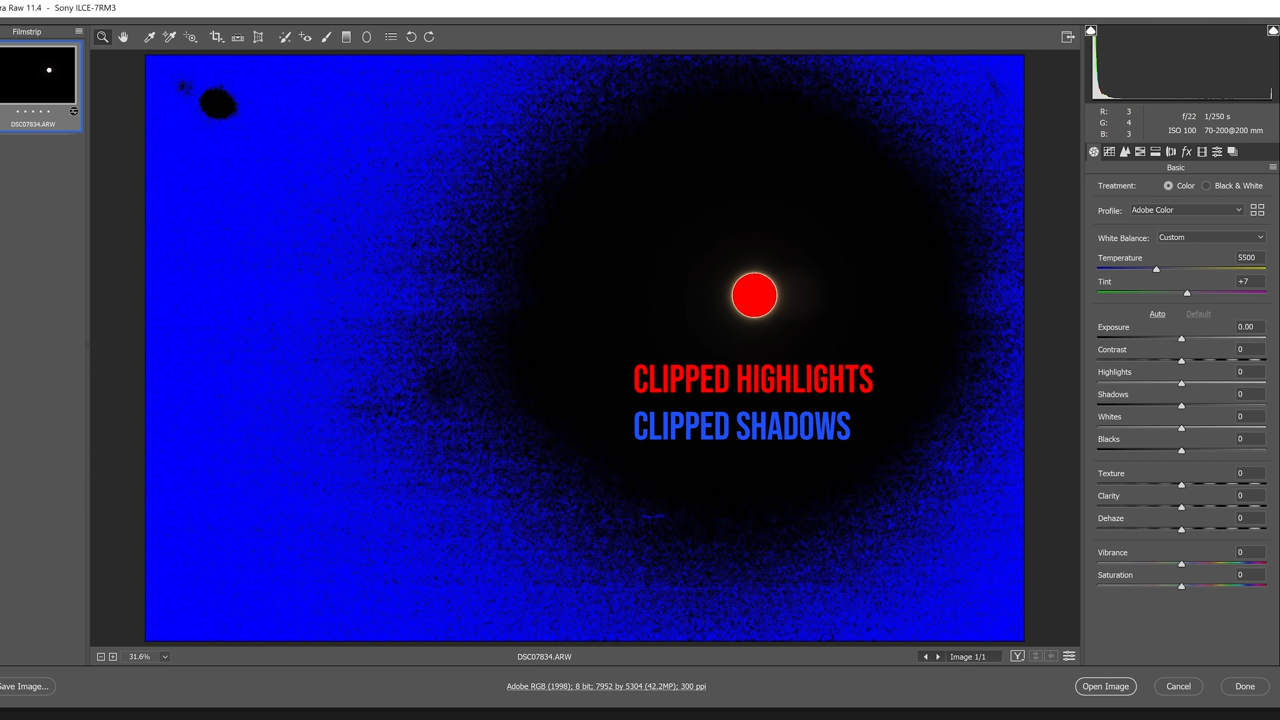 ra Raw 11.4 - Sony ILCE-7RM3
Filmstrip
DSC07834.ARW
CLIPPED HIGHLIGHTS
CLIPPED SHADOWS
31.6%
DSC07834.ARW
Image 1/1
Y
Save Image...
Adobe RGB (1998); 8 bit; 7952 by 5304 (42.2MP); 300 ppi
Open Image
Cancel
Done
R: 3
G: 4
B: 3
f/22 1/250 s
ISO 100 70-200@200 mm
fx
Basic
Treatment: Color Black & White
Profile: Adobe Color
White Balance: Custom
Temperature 5500
Tint +7
Auto Default
Exposure 0.00
Contrast 0
Highlights 0
Shadows 0
Whites 0
Blacks 0
Texture 0
Clarity 0
Dehaze 0
Vibrance 0
Saturation 0